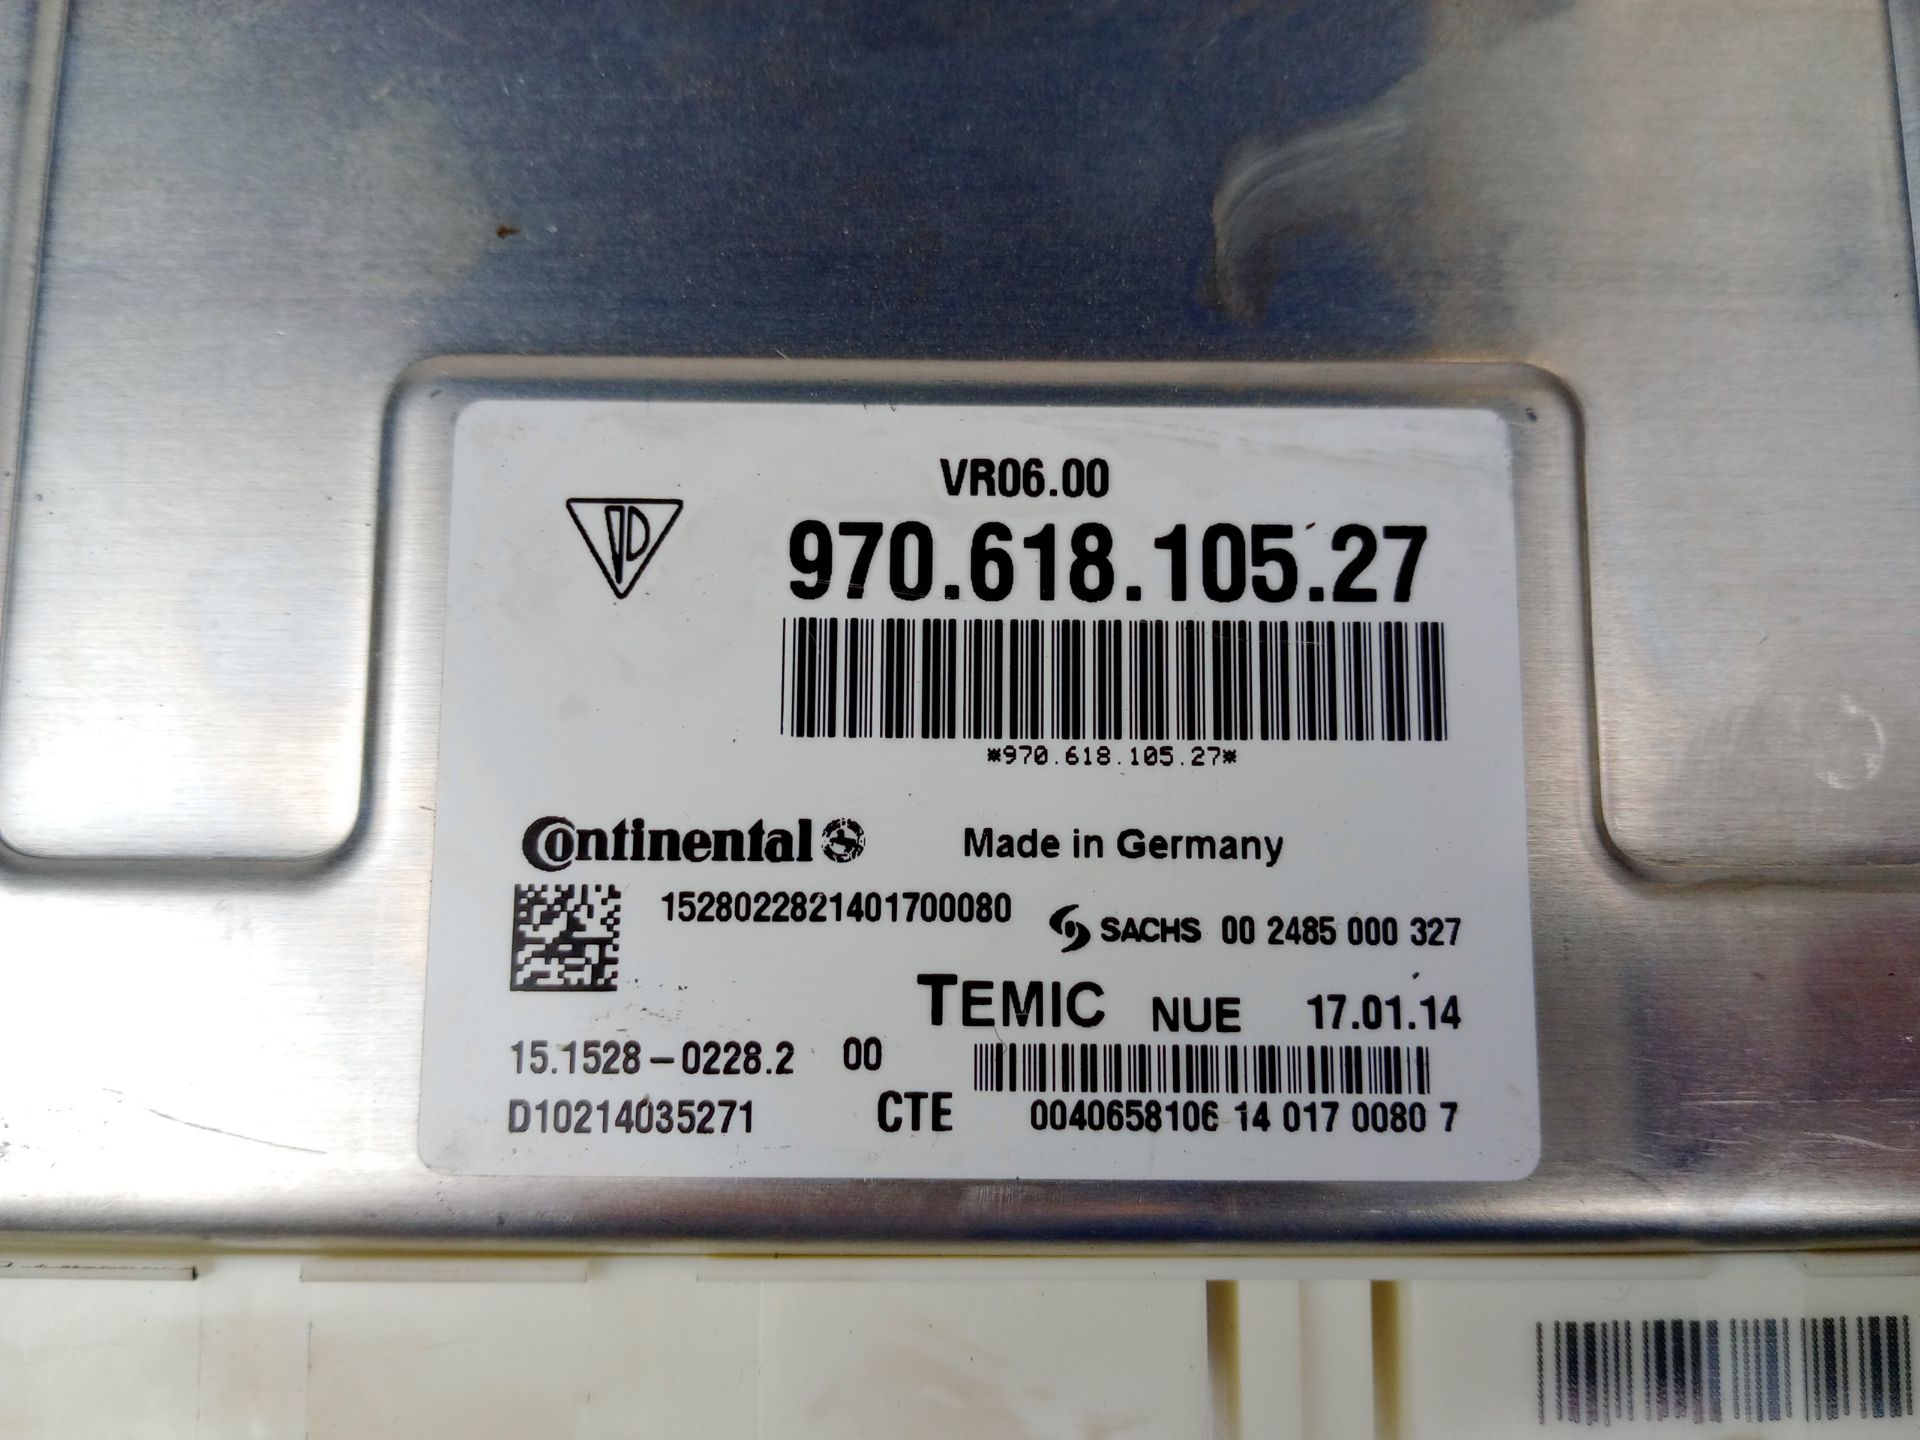 VR06.00
970.618.105.27
*970.618.105.27*
Continental Made in Germany
1528022821401700080
SACHS 00 2485 000 327
TEMIC NUE 17.01.14
15.1528-0228.2 00
D10214035271 CTE 0040658106 14 017 0080 7